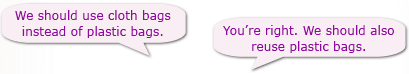 We should use cloth bags
instead of plastic bags.
You're right. We should also
reuse plastic bags.